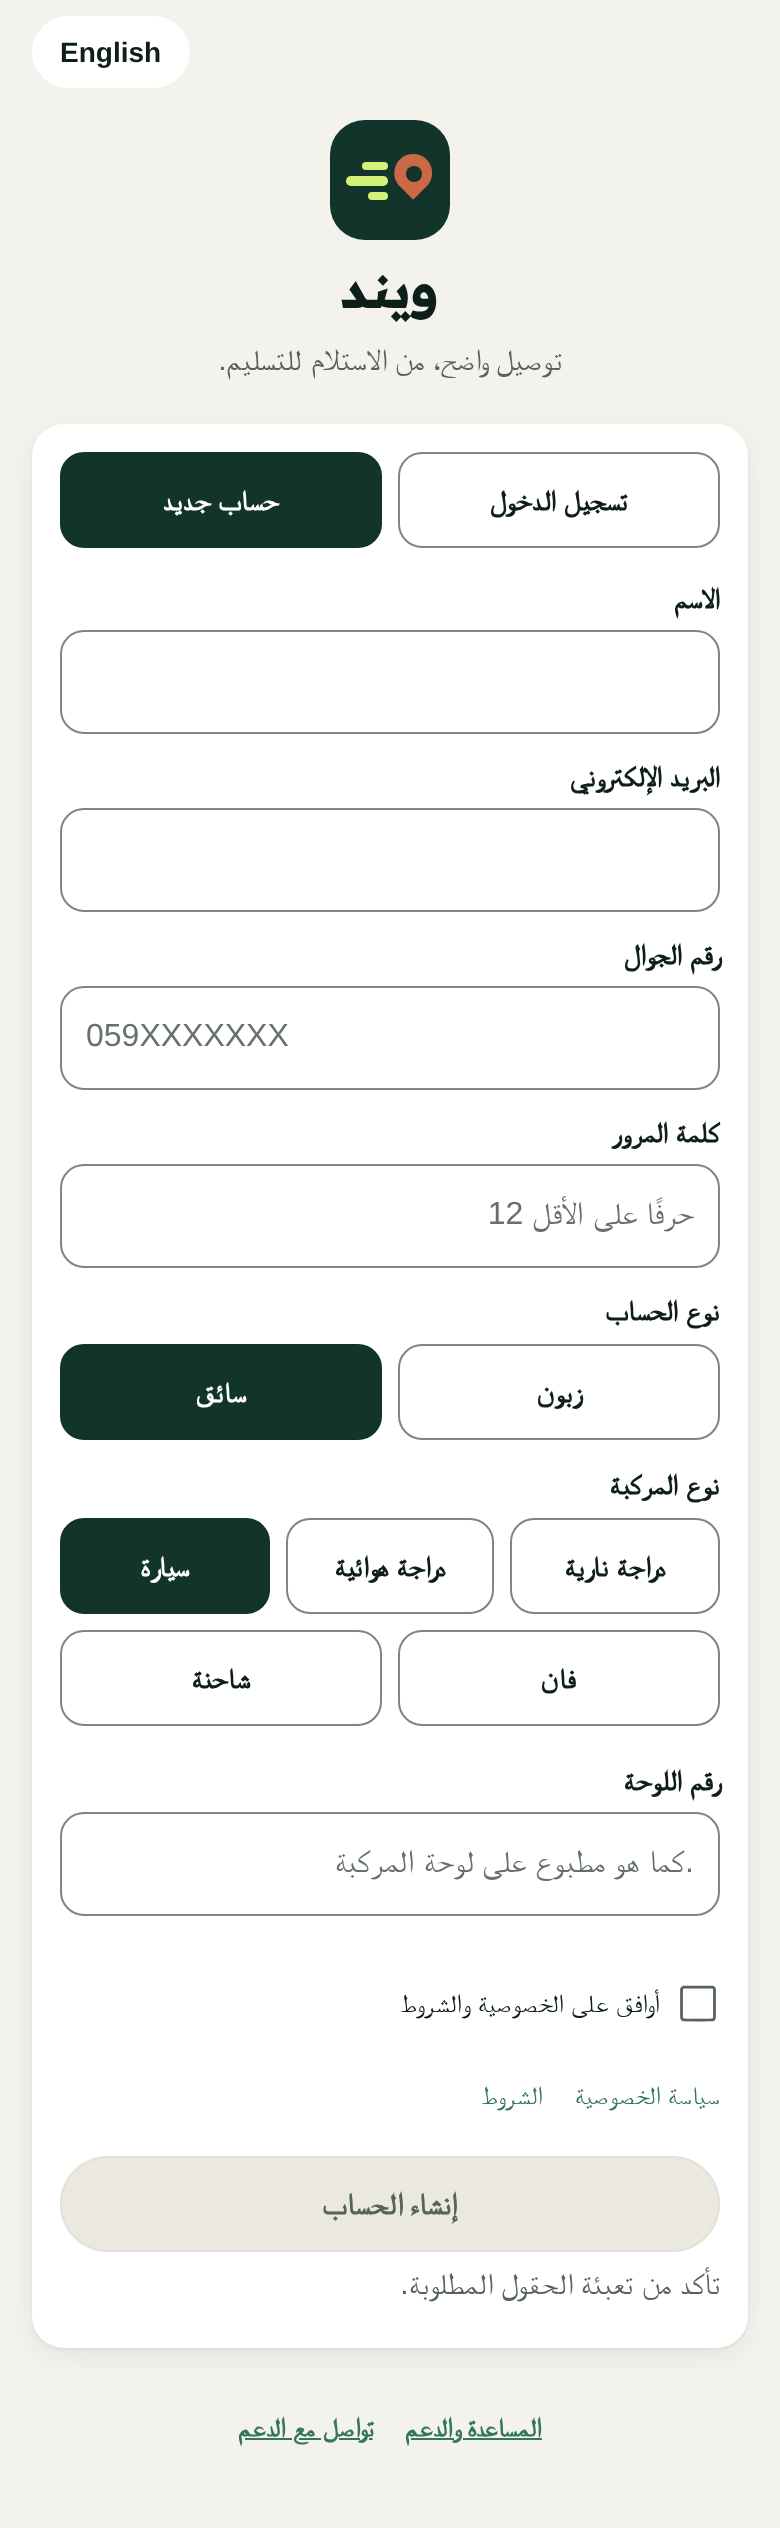 English
ويند
توصيل واضح، من الاستلام للتسليم.
تسجيل الدخول
حساب جديد
الاسم
البريد الإلكتروني
رقم الجوال
059XXXXXXX
كلمة المرور
12 حرفًا على الأقل
نوع الحساب
زبون
سائق
نوع المركبة
دراجة نارية
دراجة هوائية
سيارة
فان
شاحنة
رقم اللوحة
كما هو مطبوع على لوحة المركبة.
أوافق على الخصوصية والشروط
سياسة الخصوصية
الشروط
إنشاء الحساب
تأكد من تعبئة الحقول المطلوبة.
المساعدة والدعم
تواصل مع الدعم